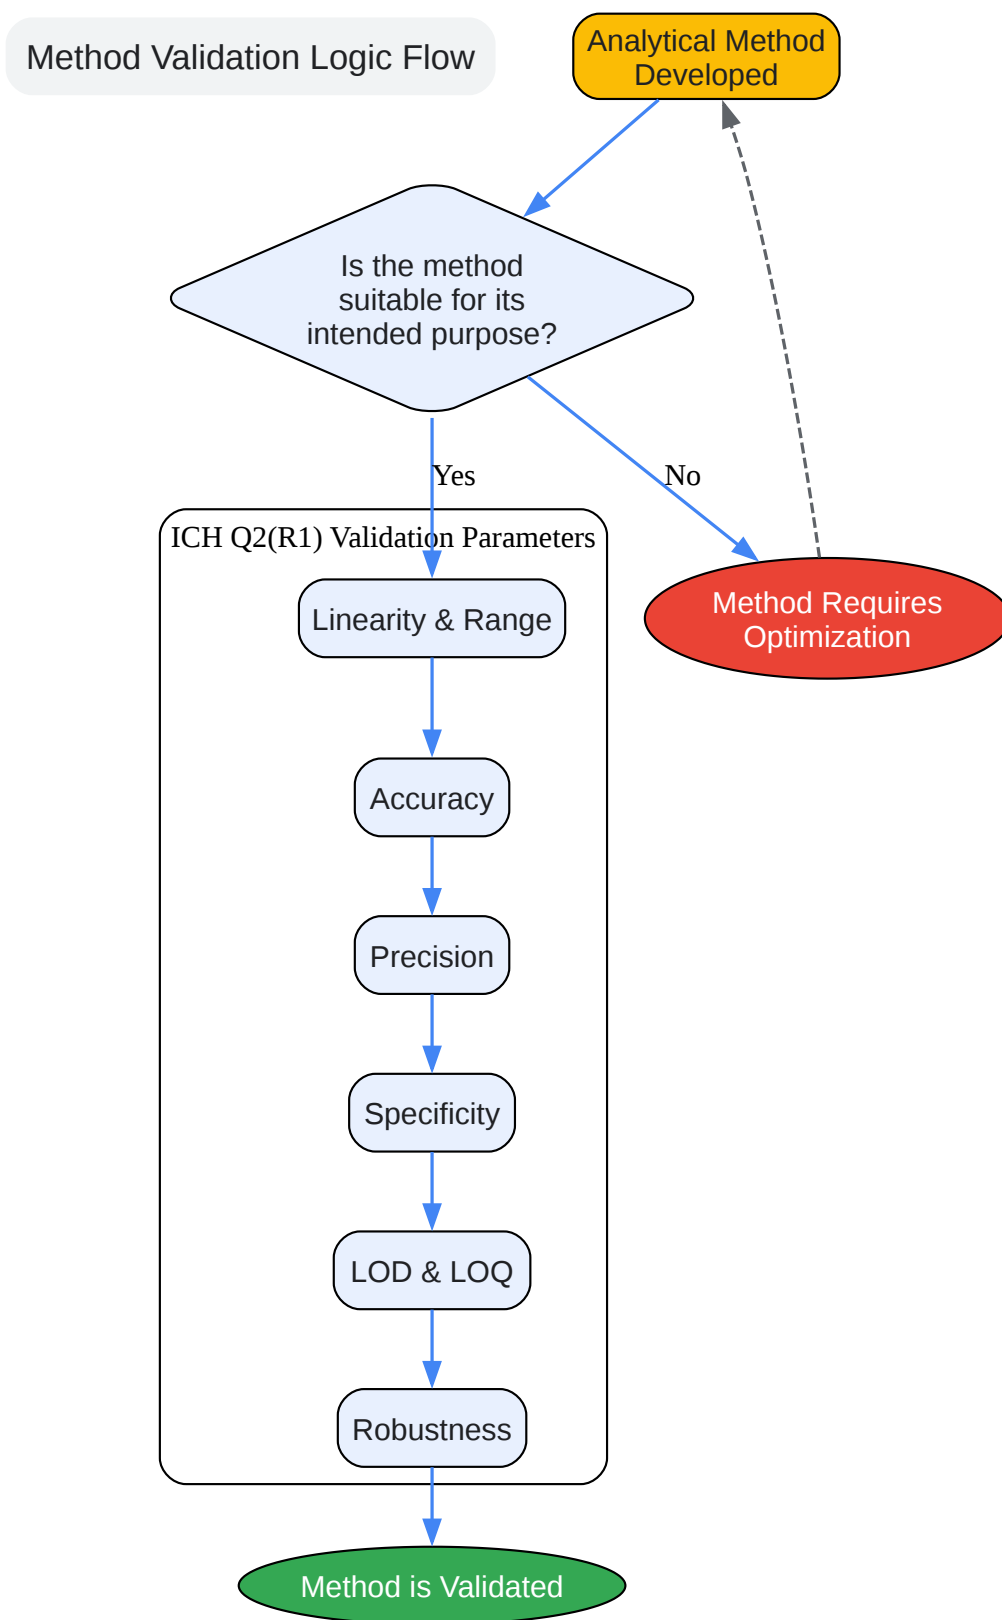 Method Validation Logic Flow
Analytical Method
Developed
Is the method
suitable for its
intended purpose?
Yes
No
ICH Q2(R1) Validation Parameters
Method Requires
Optimization
Linearity & Range
Accuracy
Precision
Specificity
LOD & LOQ
Robustness
Method is Validated